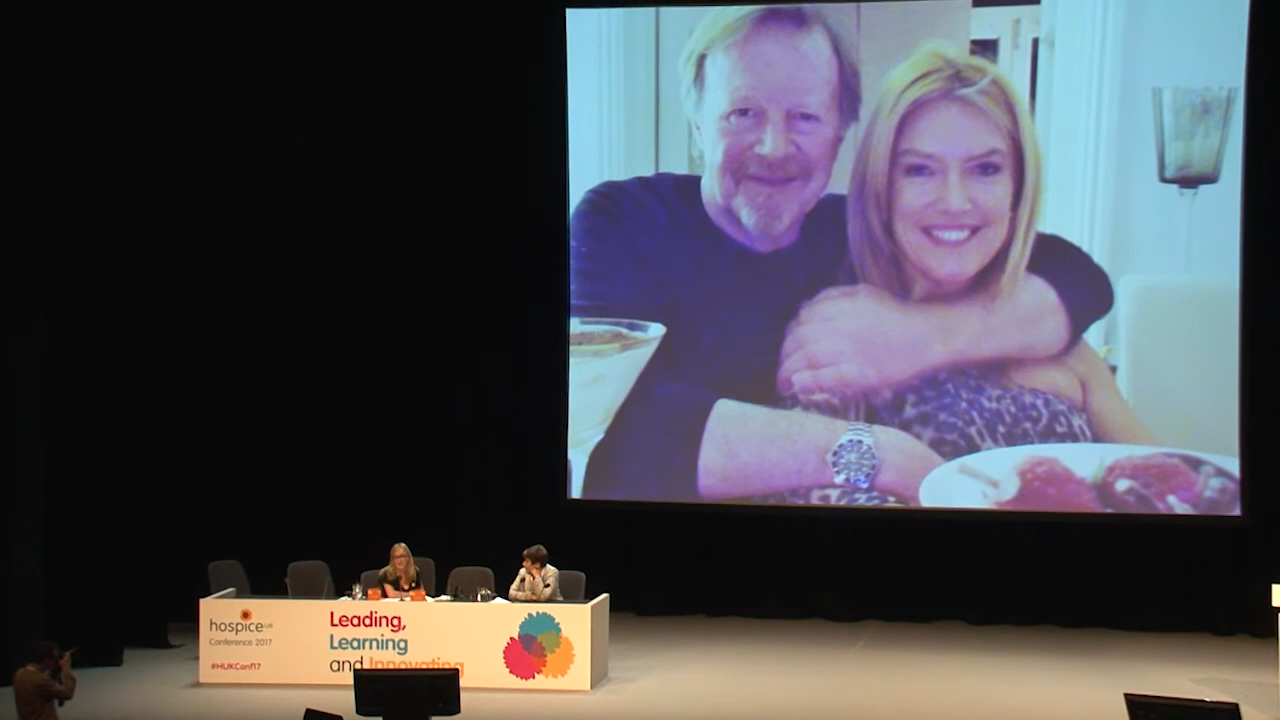 hospice UK
Conference 2017
#HUKConf17
Leading,
Learning
and Innovating